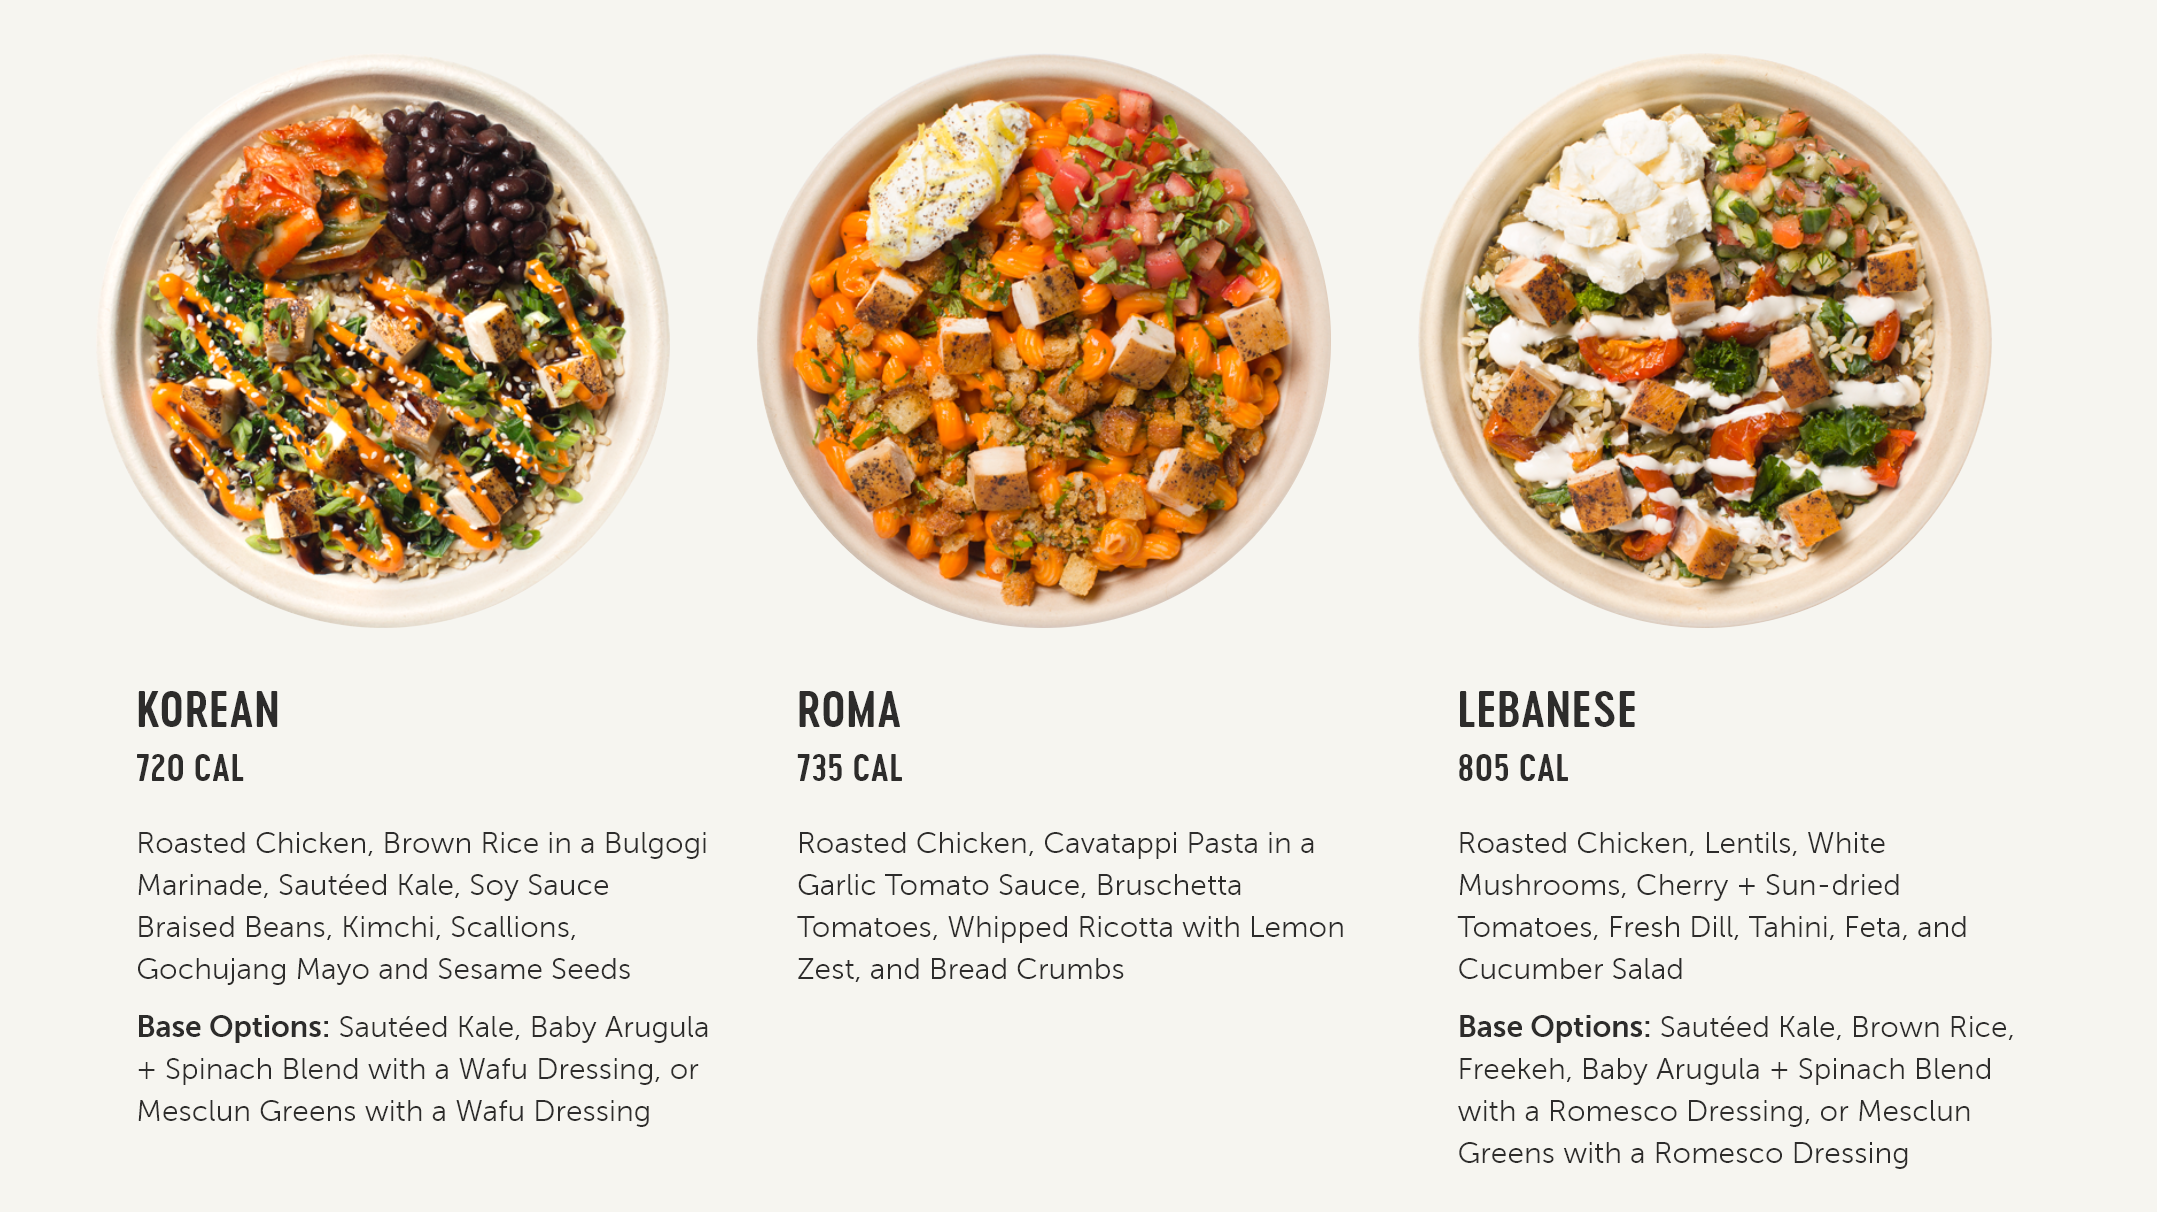 KOREAN
720 CAL
Roasted Chicken, Brown Rice in a Bulgogi
Marinade, Sautéed Kale, Soy Sauce
Braised Beans, Kimchi, Scallions,
Gochujang Mayo and Sesame Seeds
Base Options: Sautéed Kale, Baby Arugula
+ Spinach Blend with a Wafu Dressing, or
Mesclun Greens with a Wafu Dressing
ROMA
735 CAL
Roasted Chicken, Cavatappi Pasta in a
Garlic Tomato Sauce, Bruschetta
Tomatoes, Whipped Ricotta with Lemon
Zest, and Bread Crumbs
LEBANESE
805 CAL
Roasted Chicken, Lentils, White
Mushrooms, Cherry + Sun-dried
Tomatoes, Fresh Dill, Tahini, Feta, and
Cucumber Salad
Base Options: Sautéed Kale, Brown Rice,
Freekeh, Baby Arugula + Spinach Blend
with a Romesco Dressing, or Mesclun
Greens with a Romesco Dressing